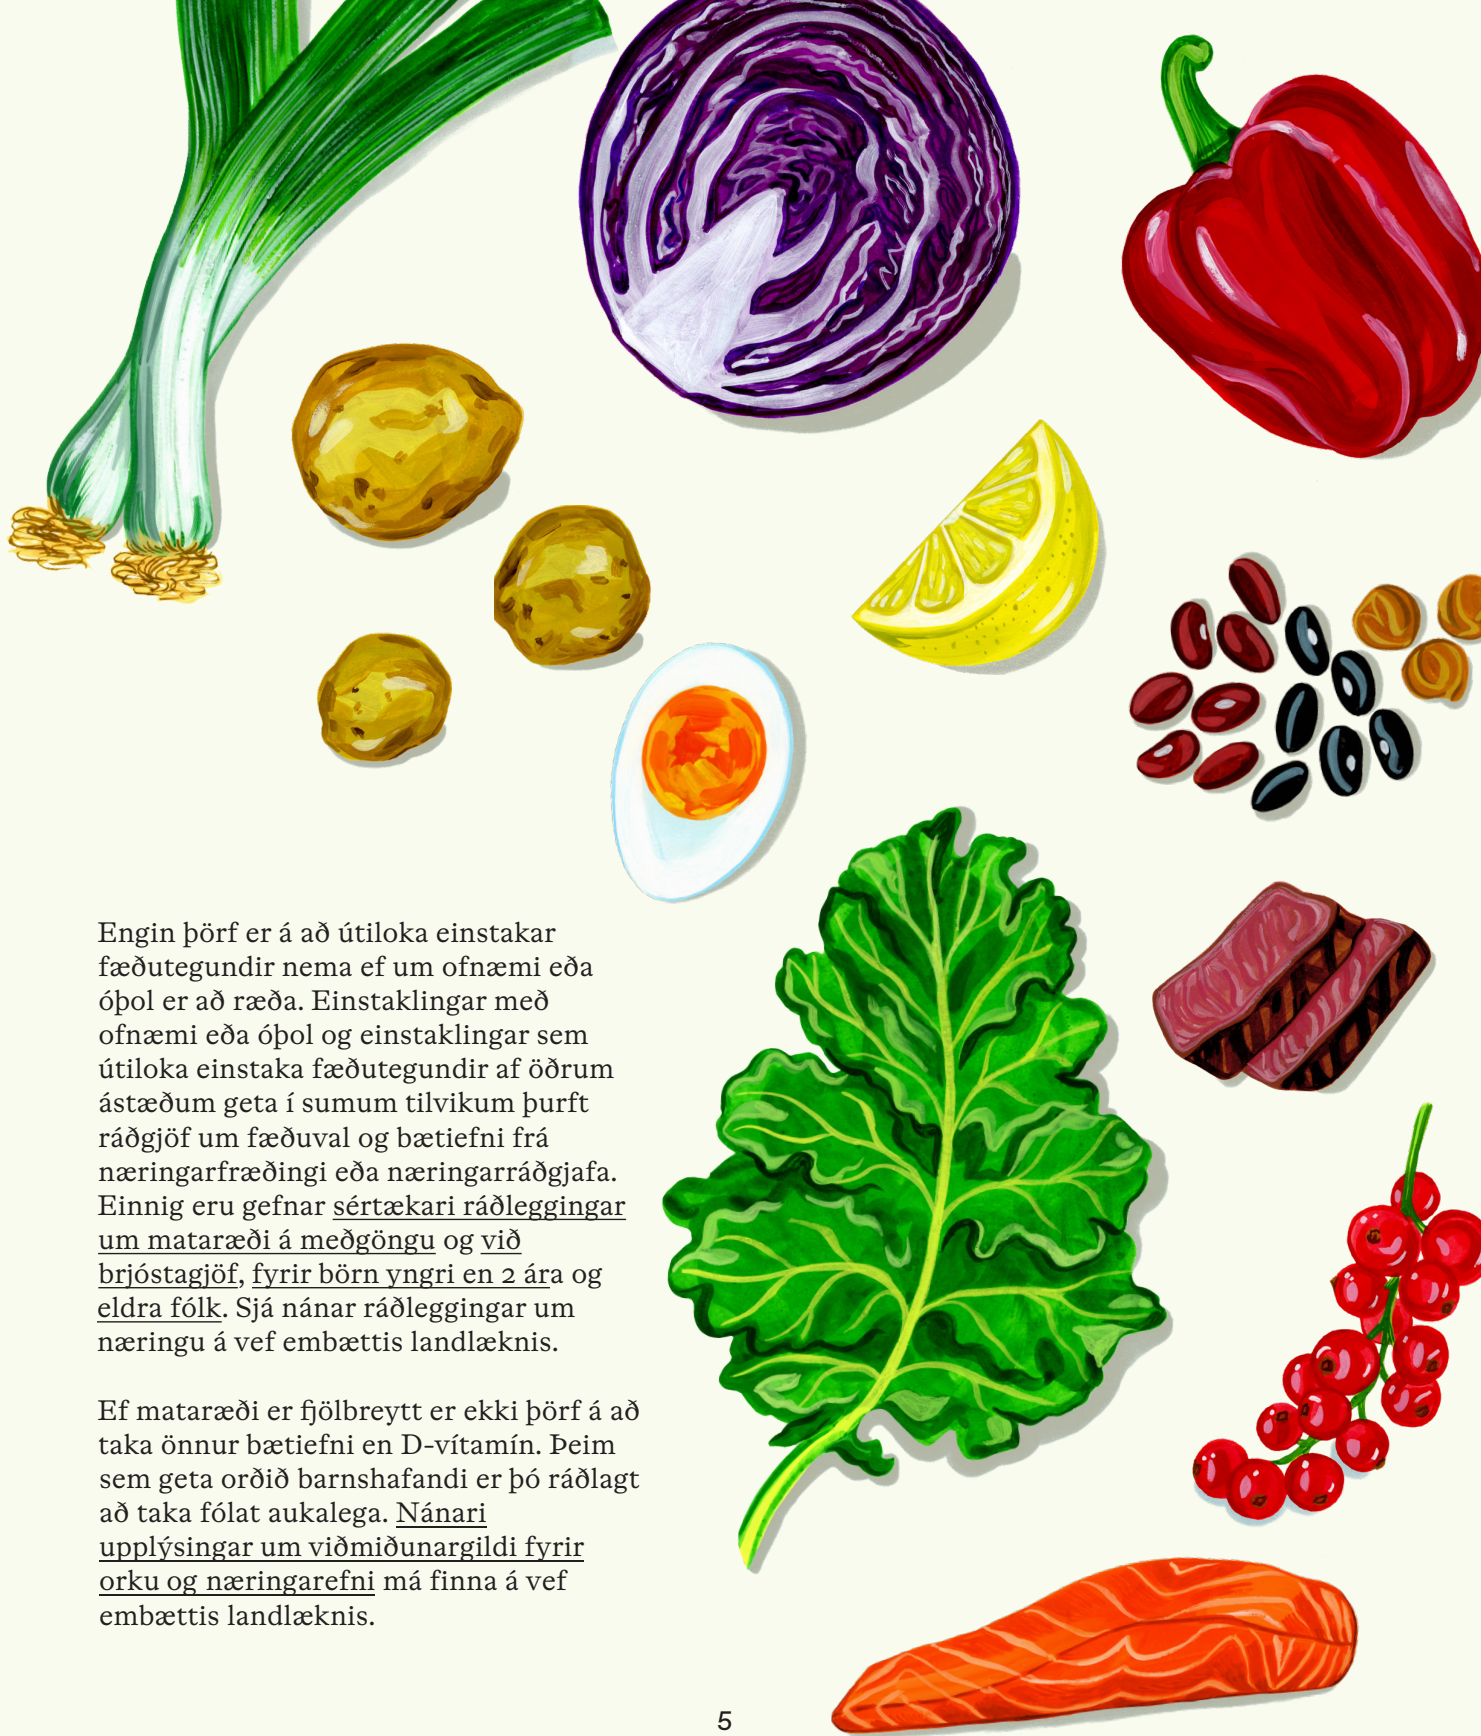 Engin þörf er á að útiloka einstakar
fæðutegundir nema ef um ofnæmi eða
óþol er að ræða. Einstaklingar með
ofnæmi eða óþol og einstaklingar sem
útiloka einstaka fæðutegundir af öðrum
ástæðum geta í sumum tilvikum þurft
ráðgjöf um fæðuval og bætiefni frá
næringarfræðingi eða næringarráðgjafa.
Einnig eru gefnar sértækari ráðleggingar
um mataræði á meðgöngu og við
brjóstagjöf, fyrir börn yngri en 2 ára og
eldra fólk. Sjá nánar ráðleggingar um
næringu á vef embættis landlæknis.

Ef mataræði er fjölbreytt er ekki þörf á að
taka önnur bætiefni en D-vítamín. Þeim
sem geta orðið barnshafandi er þó ráðlagt
að taka fólat aukalega. Nánari
upplýsingar um viðmiðunargildi fyrir
orku og næringarefni má finna á vef
embættis landlæknis.

5